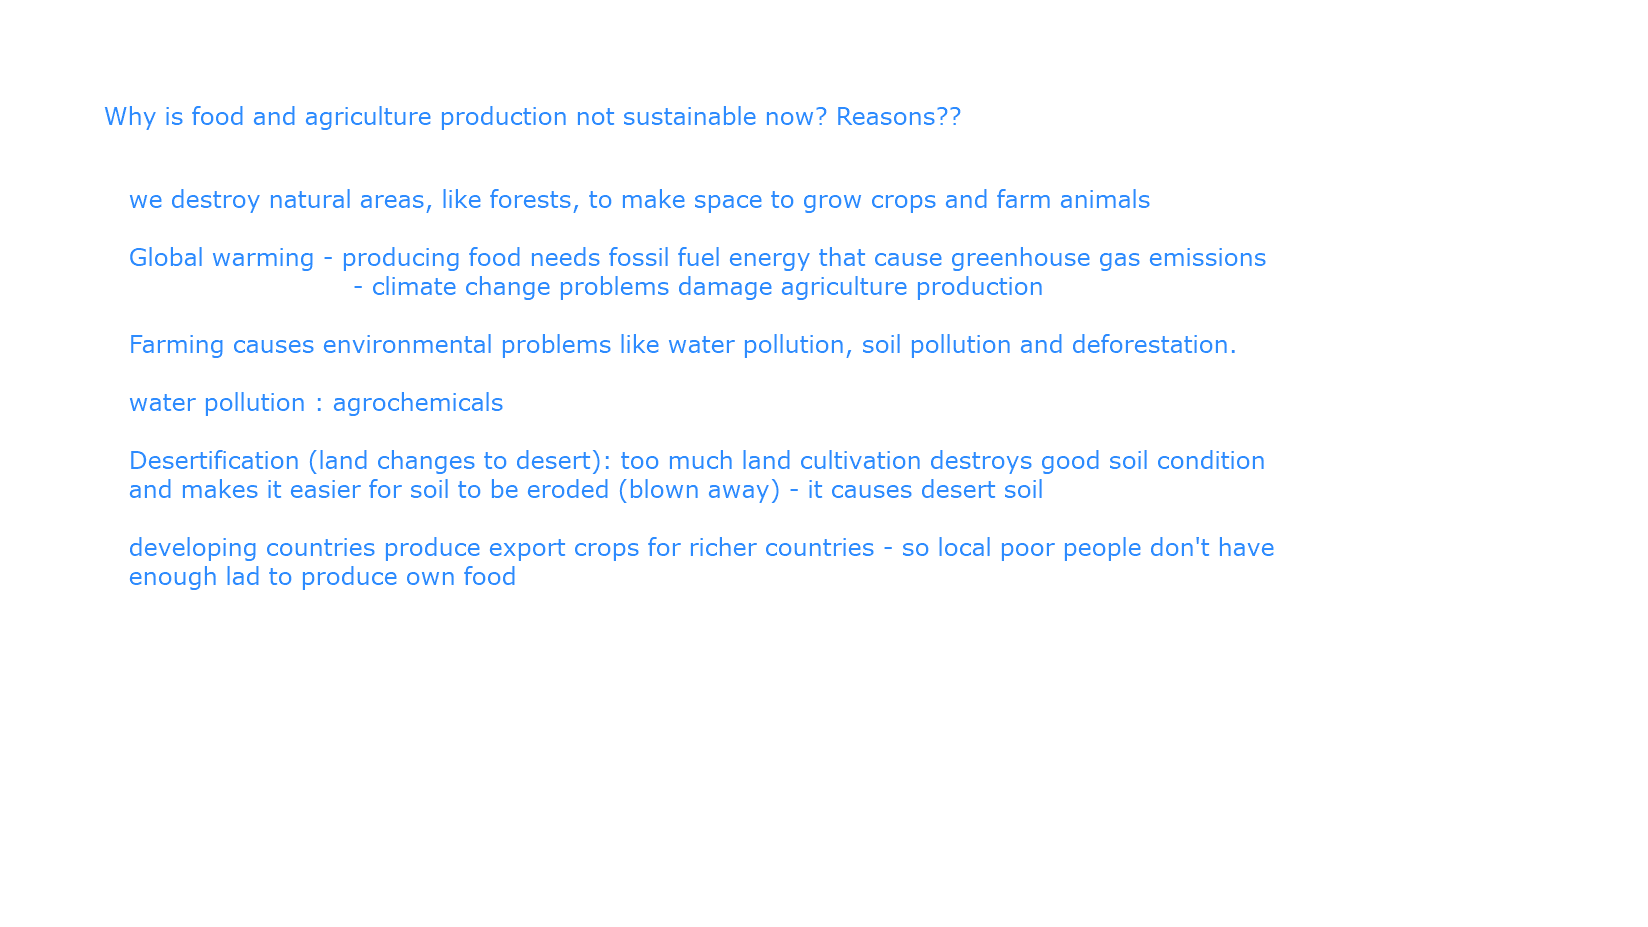 Why is food and agriculture production not sustainable now? Reasons??
we destroy natural areas, like forests, to make space to grow crops and farm animals
Global warming - producing food needs fossil fuel energy that cause greenhouse gas emissions
- climate change problems damage agriculture production
Farming causes environmental problems like water pollution, soil pollution and deforestation.
water pollution : agrochemicals
Desertification (land changes to desert): too much land cultivation destroys good soil condition
and makes it easier for soil to be eroded (blown away) - it causes desert soil
developing countries produce export crops for richer countries - so local poor people don't have
enough lad to produce own food